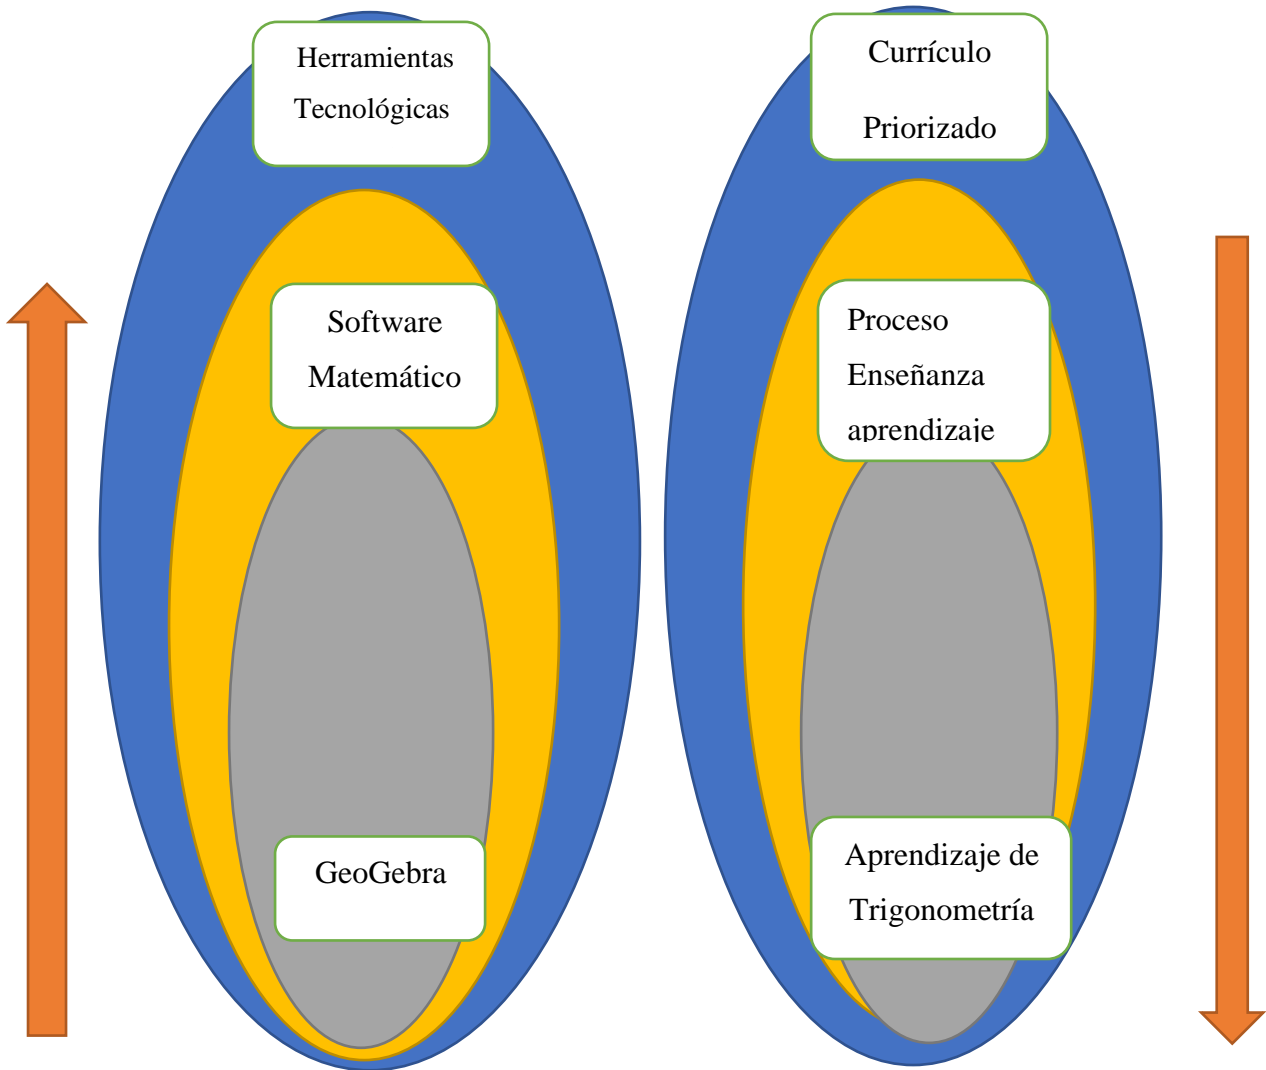 Herramientas
Tecnológicas
Software
Matemático
GeoGebra
Currículo
Priorizado
Proceso
Enseñanza
aprendizaje
Aprendizaje de
Trigonometría